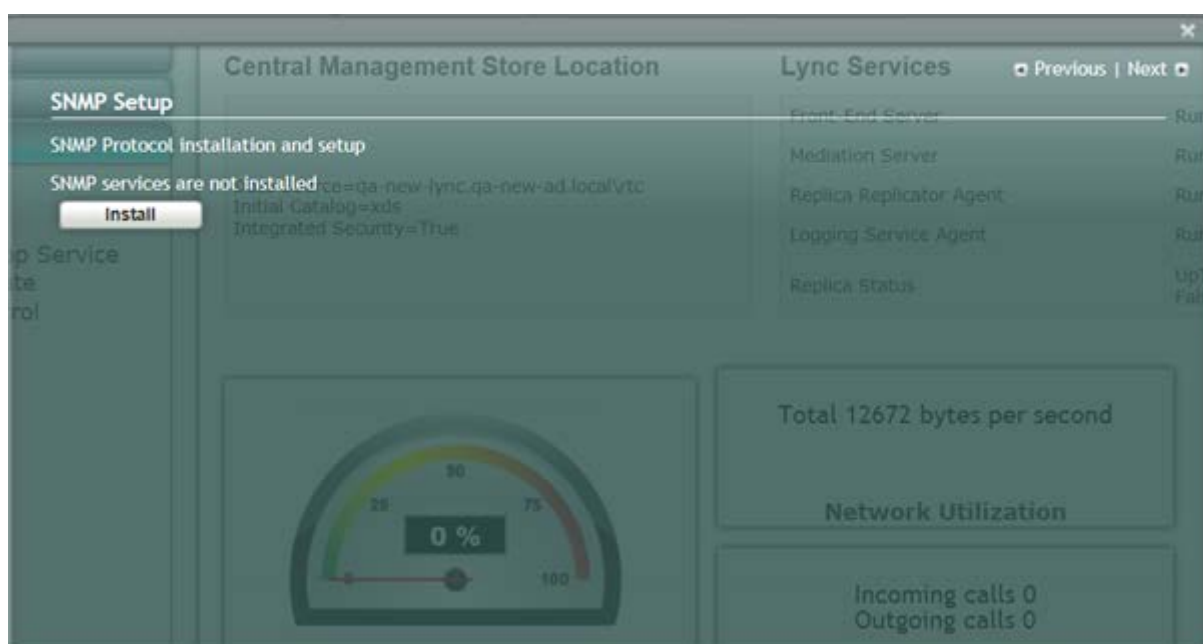 Central Management Store Location
Lync Services
Previous | Next
SNMP Setup
Front-End Server
SNMP Protocol installation and setup
Mediation Server
SNMP services are not installed
=qa-new-lync.qa-new-ad.local\rtc
Replica Replicator Agent
Install
Initial Catalog=xds
Integrated Security=True
Logging Service Agent
Service
Replica Status
Total 12672 bytes per second
50
25
75
0 %
0
100
Network Utilization
Incoming calls 0
Outgoing calls 0